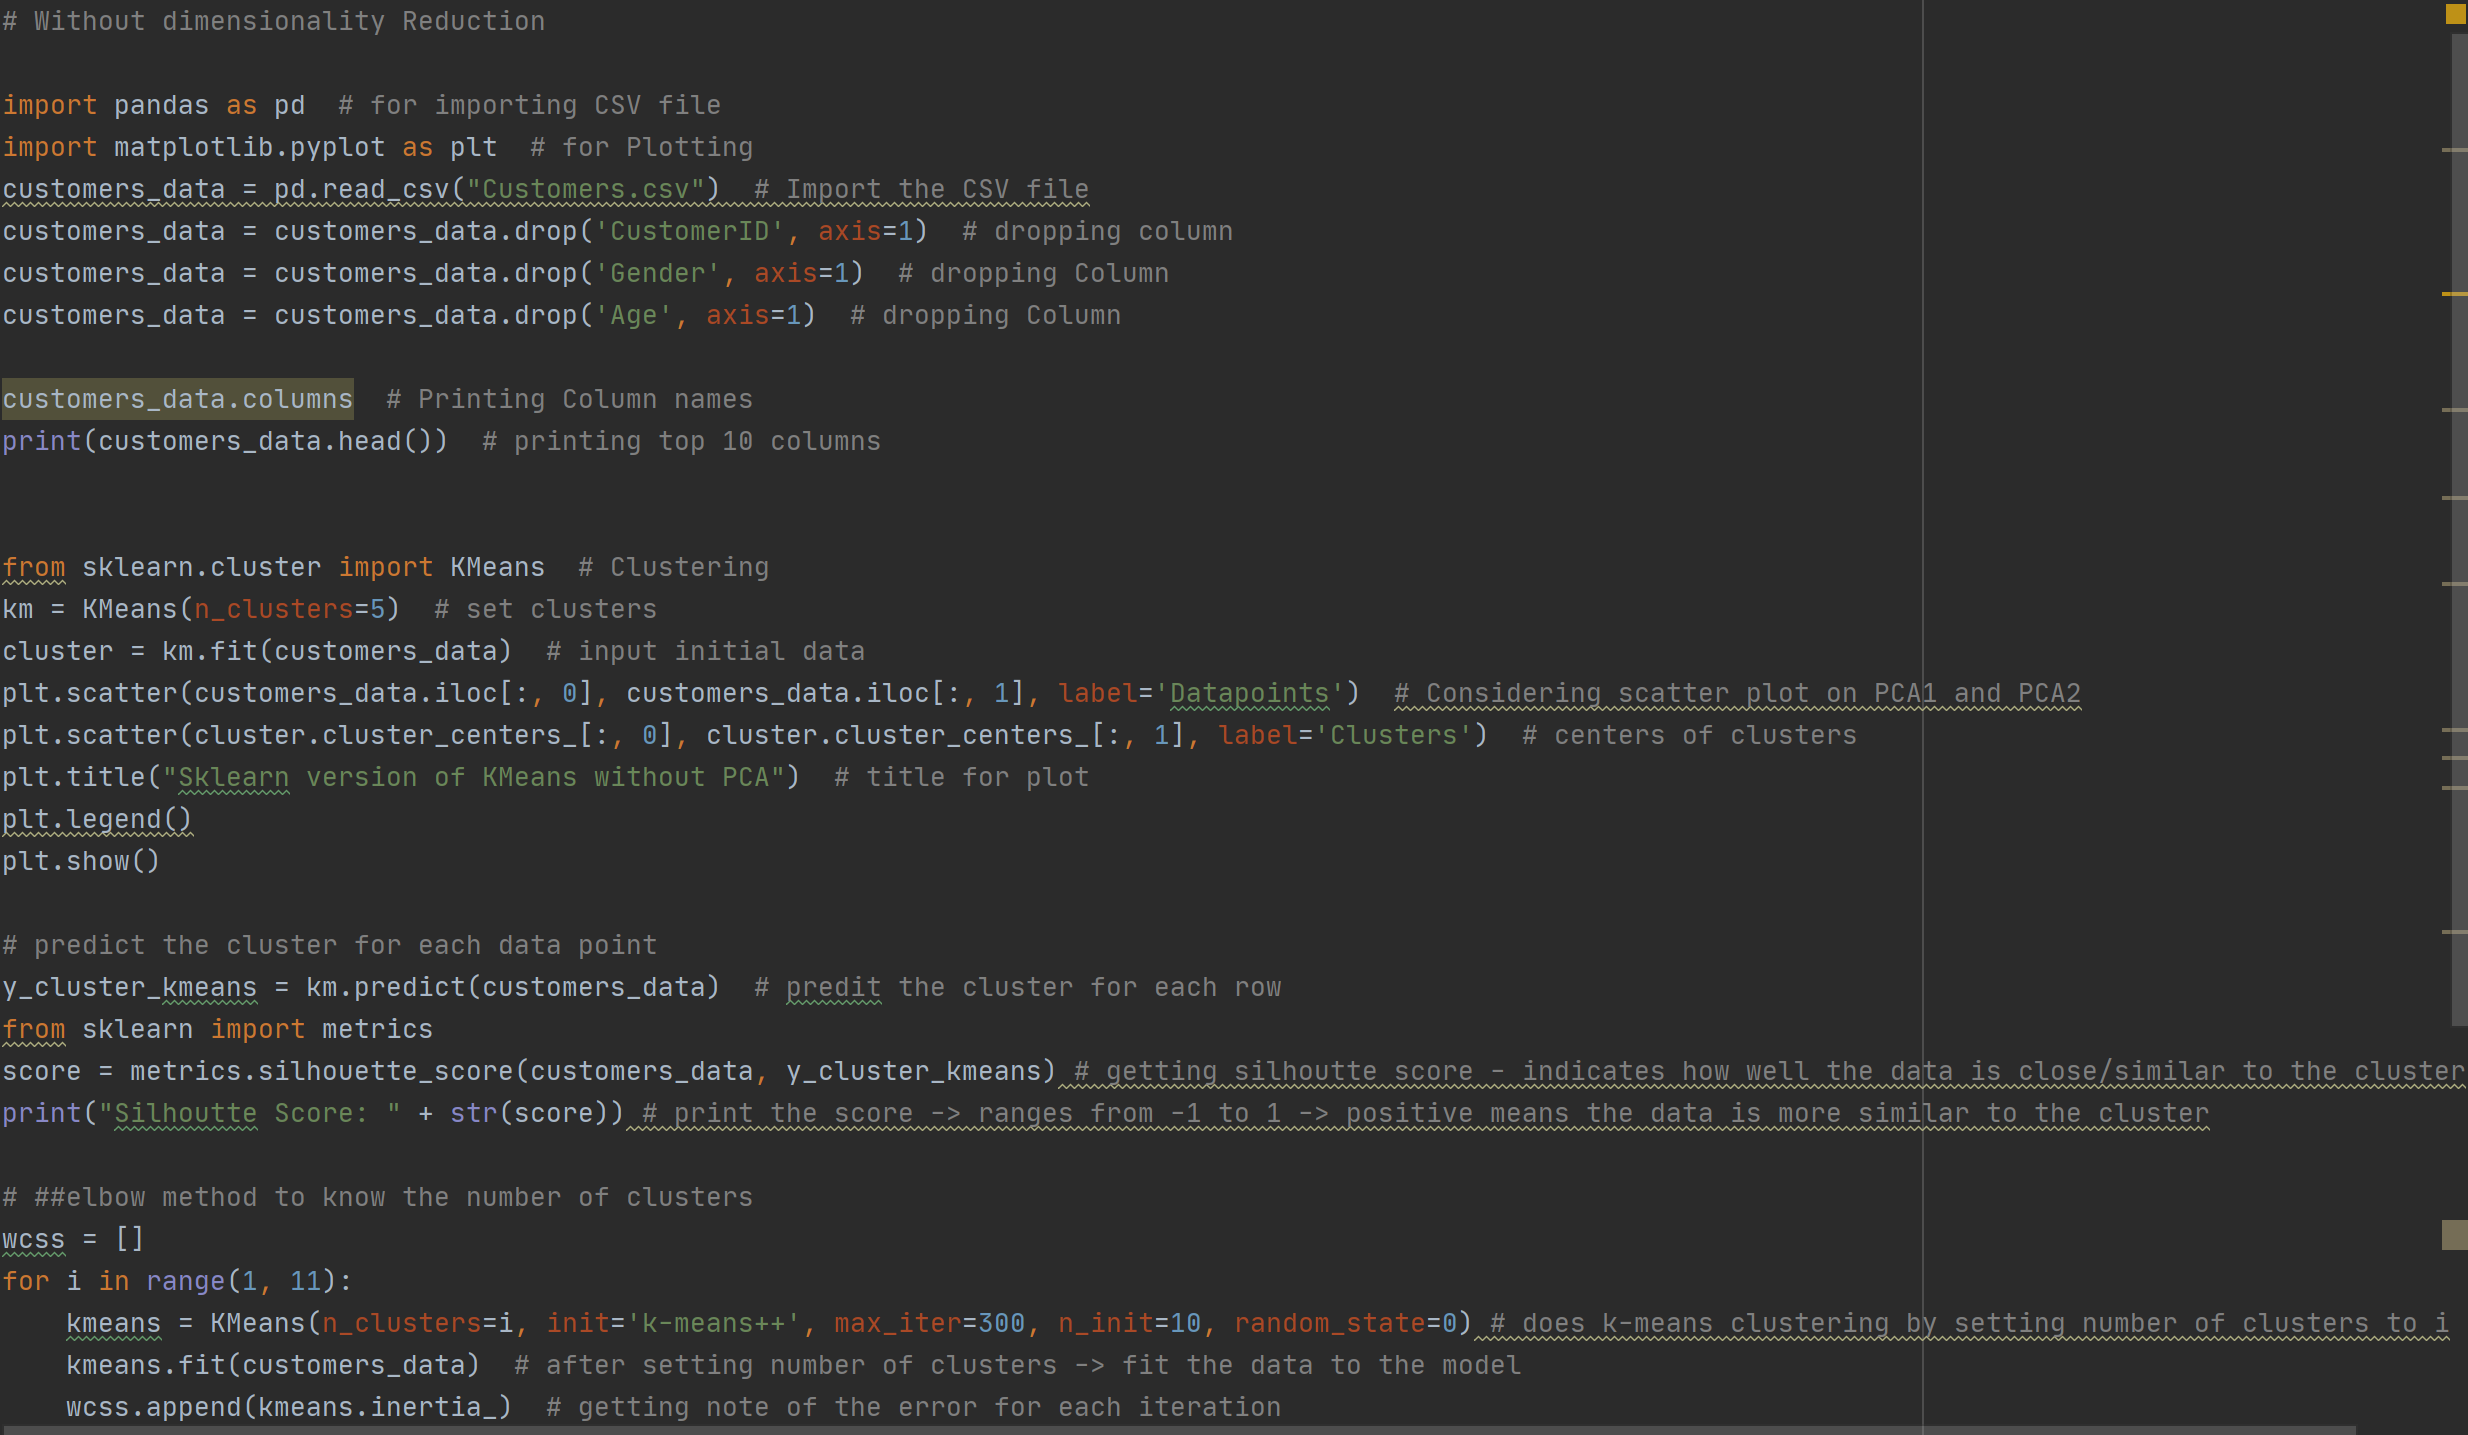 # Without dimensionality Reduction
import pandas as pd  # for importing CSV file
import matplotlib.pyplot as plt  # for Plotting
customers_data = pd.read_csv("Customers.csv")  # Import the CSV file
customers_data = customers_data.drop('CustomerID', axis=1)  # dropping column
customers_data = customers_data.drop('Gender', axis=1)  # dropping Column
customers_data = customers_data.drop('Age', axis=1)  # dropping Column
customers_data.columns  # Printing Column names
print(customers_data.head())  # printing top 10 columns
from sklearn.cluster import KMeans  # Clustering
km = KMeans(n_clusters=5)  # set clusters
cluster = km.fit(customers_data)  # input initial data
plt.scatter(customers_data.iloc[:, 0], customers_data.iloc[:, 1], label='Datapoints')  # Considering scatter plot on PCA1 and PCA2
plt.scatter(cluster.cluster_centers_[:, 0], cluster.cluster_centers_[:, 1], label='Clusters')  # centers of clusters
plt.title("Sklearn version of KMeans without PCA")  # title for plot
plt.legend()
plt.show()
# predict the cluster for each data point
y_cluster_kmeans = km.predict(customers_data)  # predit the cluster for each row
from sklearn import metrics
score = metrics.silhouette_score(customers_data, y_cluster_kmeans) # getting silhoutte score - indicates how well the data is close/similar to the cluster
print("Silhoutte Score: " + str(score)) # print the score -> ranges from -1 to 1 -> positive means the data is more similar to the cluster
# ##elbow method to know the number of clusters
wcss = []
for i in range(1, 11):
    kmeans = KMeans(n_clusters=i, init='k-means++', max_iter=300, n_init=10, random_state=0) # does k-means clustering by setting number of clusters to i
    kmeans.fit(customers_data)  # after setting number of clusters -> fit the data to the model
    wcss.append(kmeans.inertia_)  # getting note of the error for each iteration